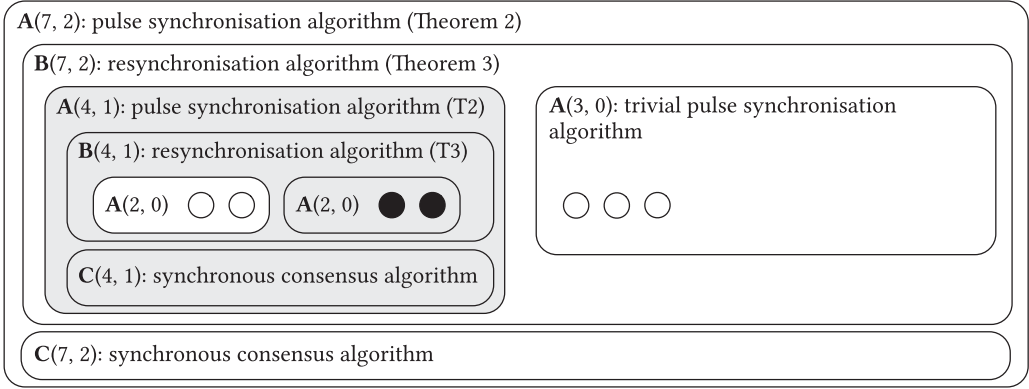 A(7, 2): pulse synchronisation algorithm (Theorem 2)
B(7, 2): resynchronisation algorithm (Theorem 3)
A(4, 1): pulse synchronisation algorithm (T2)
B(4, 1): resynchronisation algorithm (T3)
A(2, 0)
A(2, 0)
C(4, 1): synchronous consensus algorithm
A(3, 0): trivial pulse synchronisation
algorithm
C(7, 2): synchronous consensus algorithm